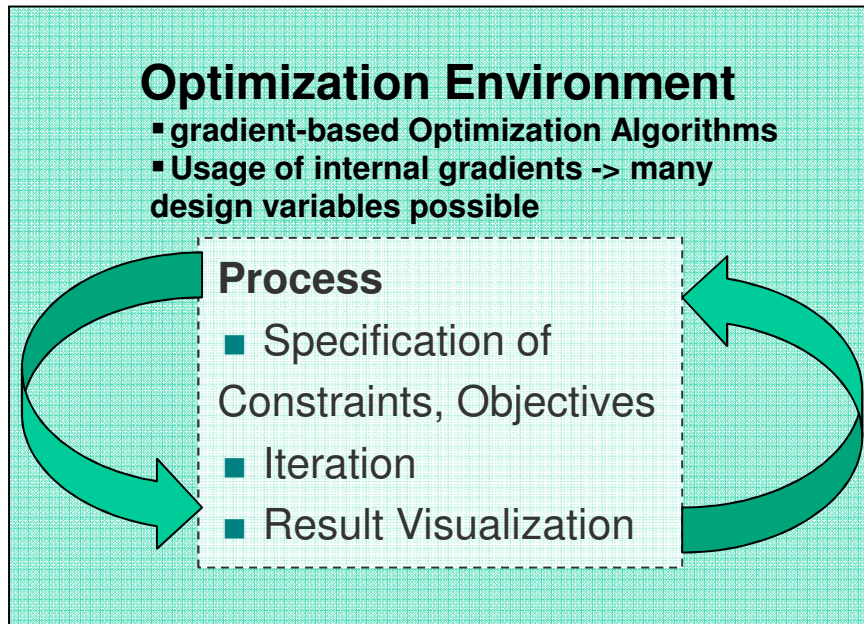 Optimization Environment
▪ gradient-based Optimization Algorithms
▪ Usage of internal gradients -> many
design variables possible
Process
■ Specification of
Constraints, Objectives
■ Iteration
■ Result Visualization